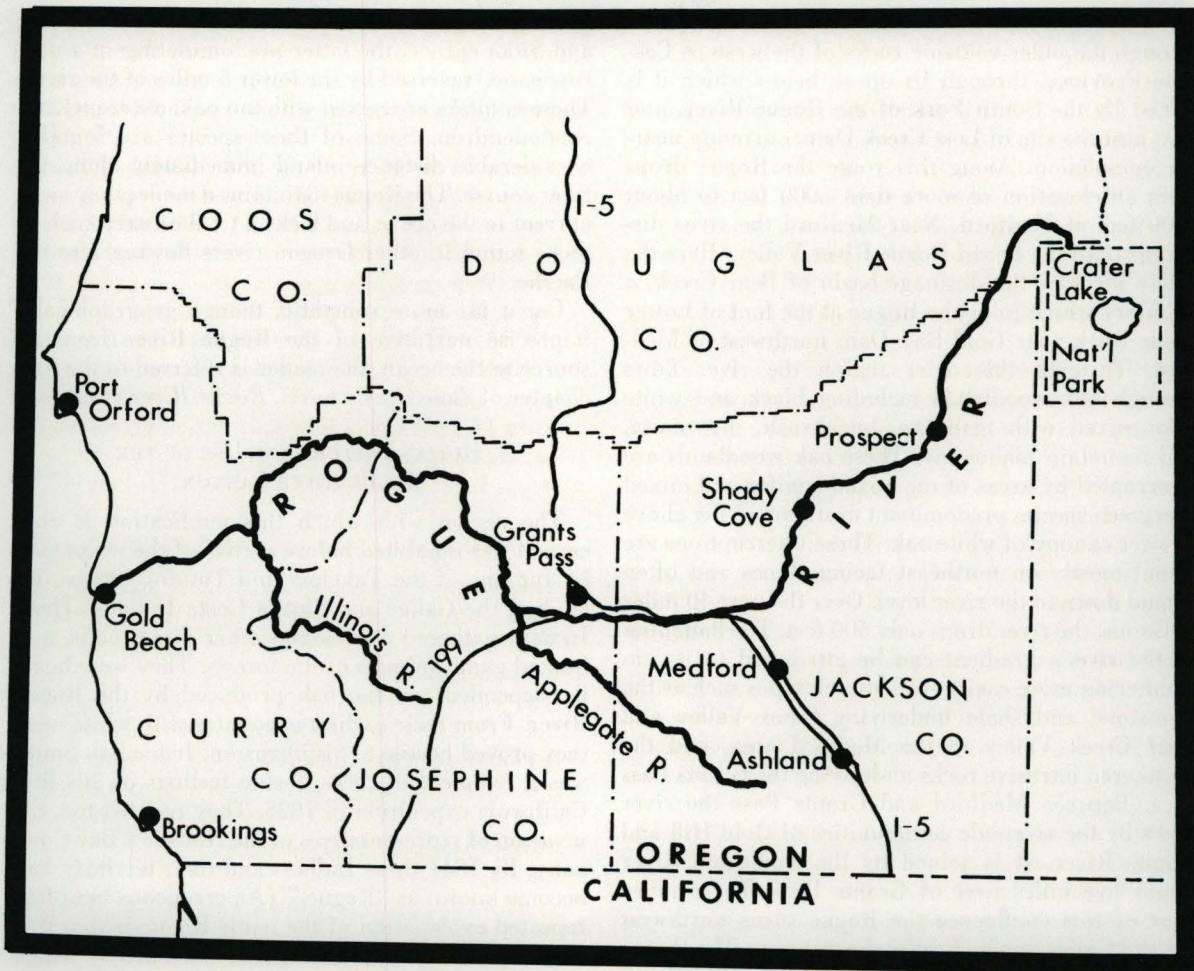 I-5
COOS
CO.
DOUGLAS
CO.
Crater
Lake
Nat'l
Park
Port
Orford
Prospect
ROGUE RIVER
Shady
Cove
Grants
Pass
Gold
Beach
Illinois R.
199
Applegate R.
Medford
JACKSON
CO.
Ashland
CURRY
CO.
JOSEPHINE
CO.
Brookings
I-5
OREGON
CALIFORNIA